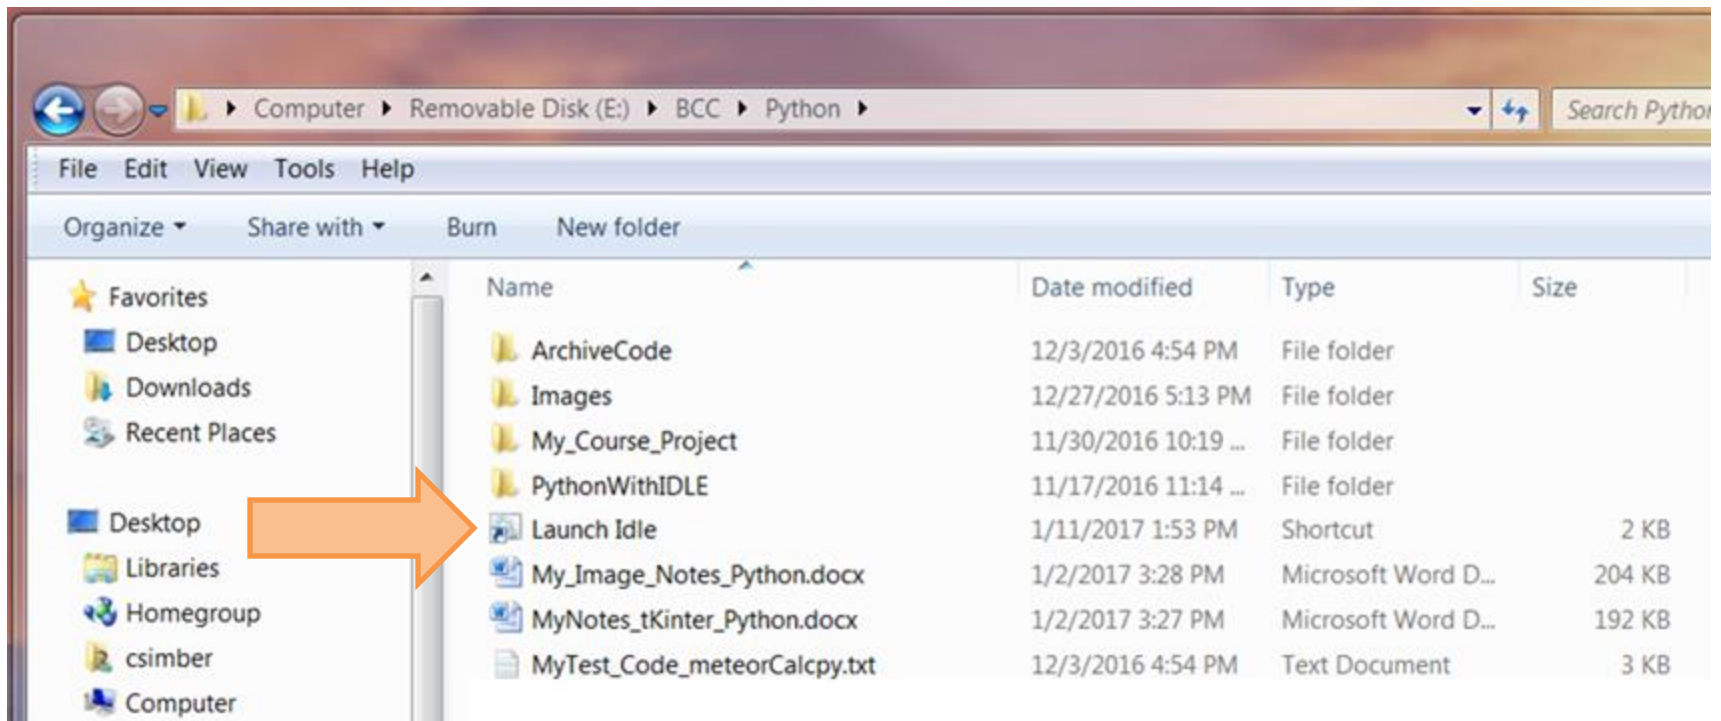 Computer Removable Disk (E:) BCC Python Search Python
File Edit View Tools Help
Organize Share with Burn New folder
Name Date modified Type Size
Favorites
Desktop
Downloads
Recent Places
Desktop
Libraries
Homegroup
csimber
Computer
ArchiveCode 12/3/2016 4:54 PM File folder
Images 12/27/2016 5:13 PM File folder
My_Course_Project 11/30/2016 10:19 ... File folder
PythonWithIDLE 11/17/2016 11:14 ... File folder
Launch Idle 1/11/2017 1:53 PM Shortcut 2 KB
My_Image_Notes_Python.docx 1/2/2017 3:28 PM Microsoft Word D... 204 KB
MyNotes_tKinter_Python.docx 1/2/2017 3:27 PM Microsoft Word D... 192 KB
MyTest_Code_meteorCalcpy.txt 12/3/2016 4:54 PM Text Document 3 KB